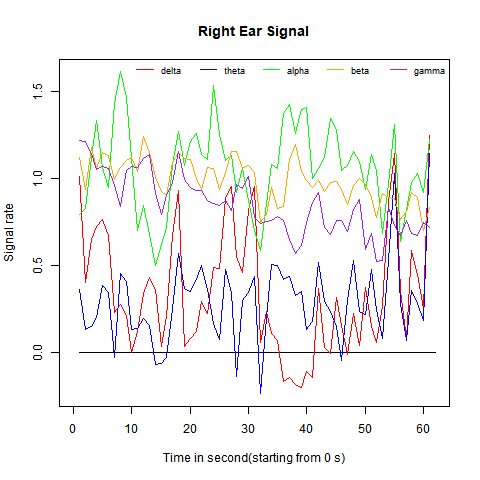 Right Ear Signal
delta theta alpha beta gamma
1.5
1.0
0.5
0.0
Signal rate
0 10 20 30 40 50 60
Time in second(starting from 0 s)